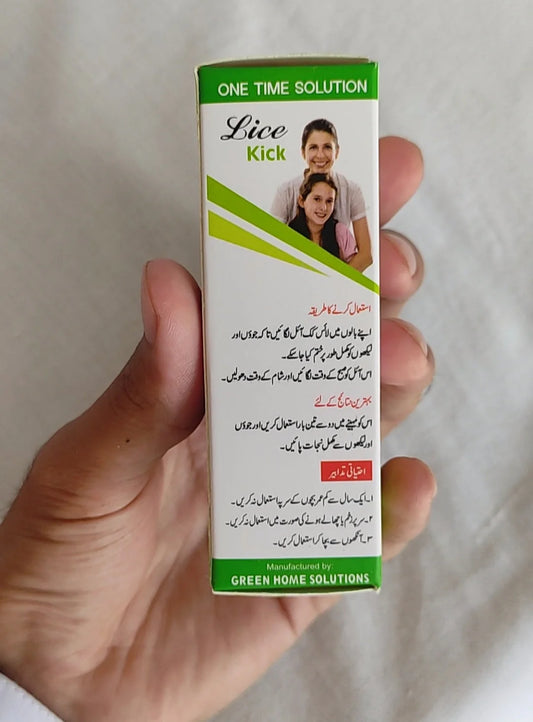 ONE TIME SOLUTION
Lice
Kick
استعمال کرنے کا طریقہ
اپنے بالوں میں لائس کک آئل لگائیں تاکہ جوؤں اور
لیکھوں کو مکمل طور پر ختم کیا جاسکے۔
اس آئل کو صبح کے وقت لگائیں اور شام کے وقت دھولیں۔
بہترین نتائج کے لئے
اس کو مہینے میں دو سے تین بار استعمال کریں اور جوؤں
اور لیکھوں سے مکمل نجات پائیں۔
احتیاتی تدابیر
۱۔ ایک سال سے کم عمر بچوں کے سر پہ استعمال نہ کریں۔
۲۔ سر پر زخم یا چھالے ہونے کی صورت میں استعمال نہ کریں۔
۳۔ آنکھوں سے بچا کر استعمال کریں۔
Manufactured by:
GREEN HOME SOLUTIONS